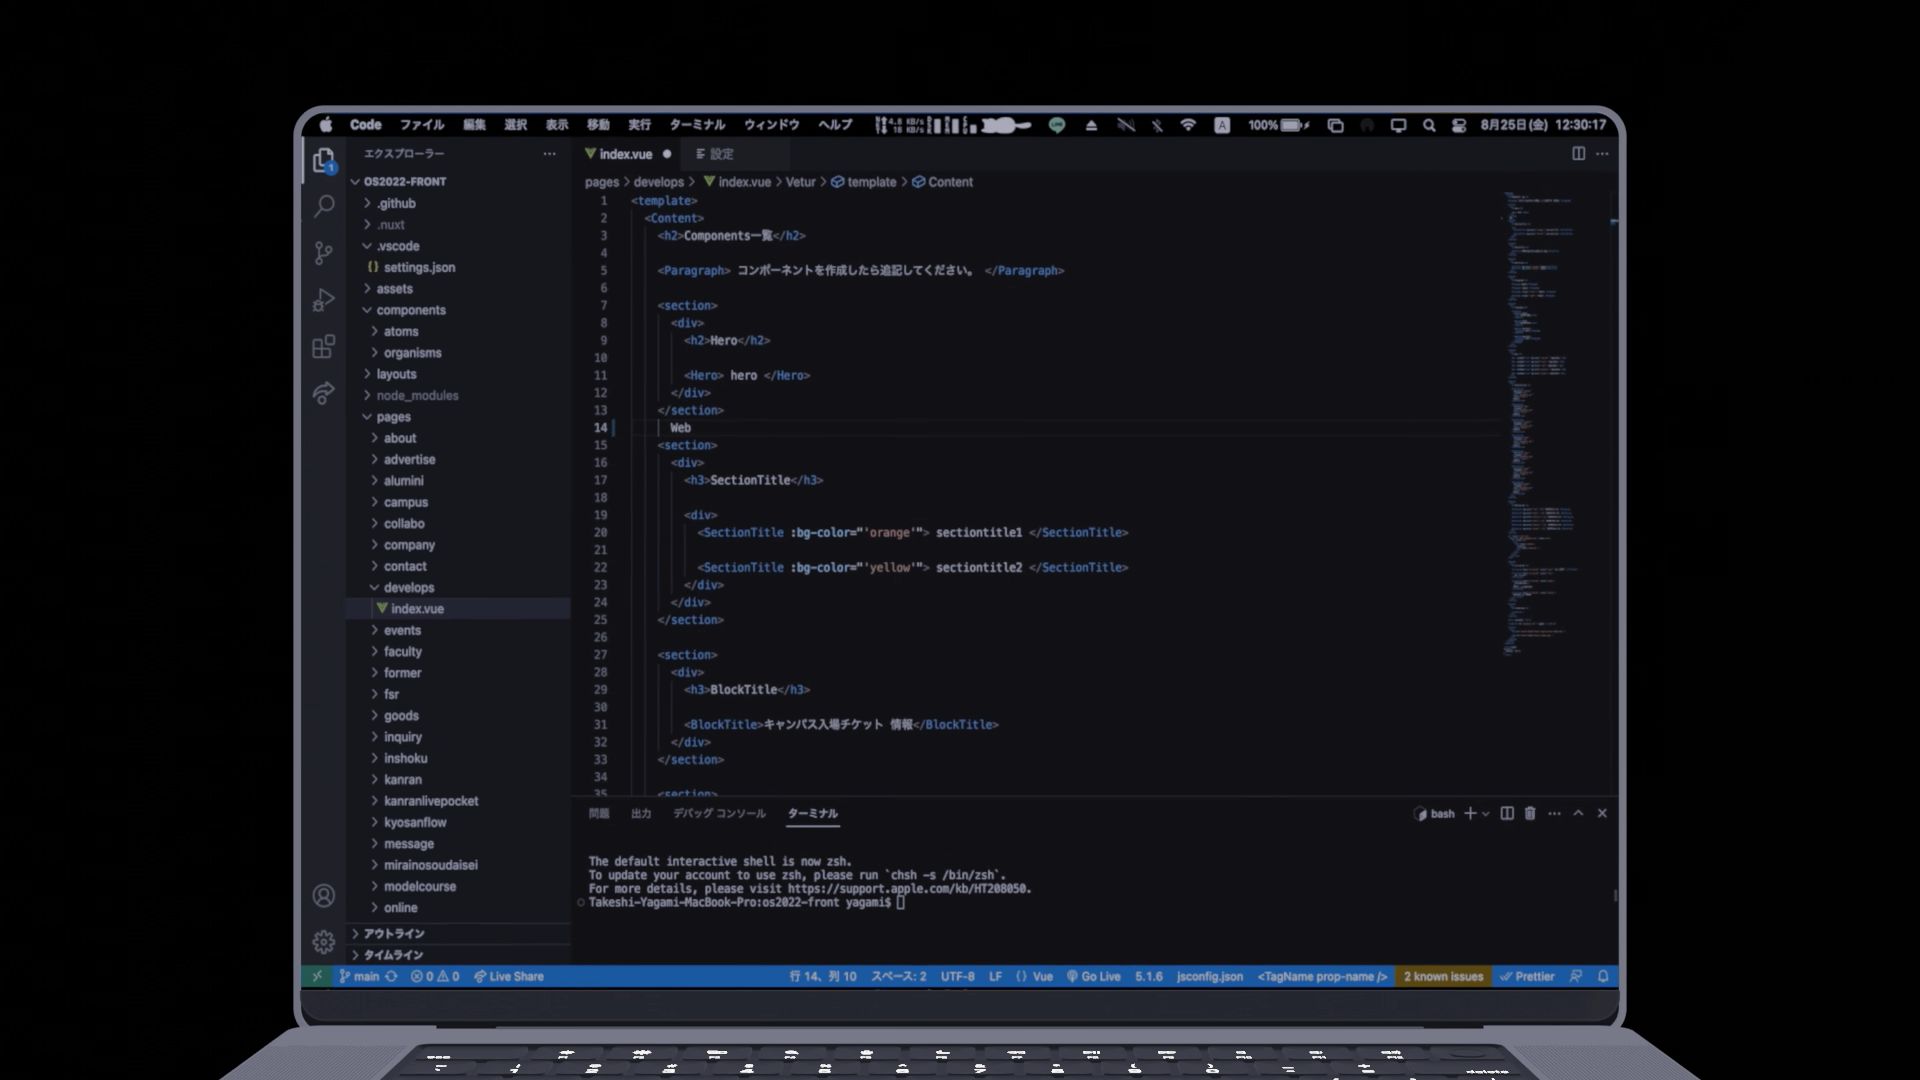 Code ファイル 編集 選択 表示 移動 実行 ターミナル ウィンドウ ヘルプ 4.8 KB/s 18 KB/s LINE A 100% 8月25日(金) 12:30:17
エクスプローラー
1
OS2022-FRONT
.github
.nuxt
.vscode
{} settings.json
assets
components
atoms
organisms
layouts
node_modules
pages
about
advertise
alumini
campus
collabo
company
contact
develops
index.vue
events
faculty
former
fsr
goods
inquiry
inshoku
kanran
kanranlivepocket
kyosanflow
message
mirainosoudaisei
modelcourse
online
アウトライン
タイムライン
index.vue 設定
pages > develops > index.vue > Vetur > template > Content
1 <template>
2 <Content>
3 <h2>Components一覧</h2>
4
5 <Paragraph> コンポーネントを作成したら追記してください。 </Paragraph>
6
7 <section>
8 <div>
9 <h2>Hero</h2>
10
11 <Hero> hero </Hero>
12 </div>
13 </section>
14 Web
15 <section>
16 <div>
17 <h3>SectionTitle</h3>
18
19 <div>
20 <SectionTitle :bg-color="'orange'"> sectiontitle1 </SectionTitle>
21
22 <SectionTitle :bg-color="'yellow'"> sectiontitle2 </SectionTitle>
23 </div>
24 </div>
25 </section>
26
27 <section>
28 <div>
29 <h3>BlockTitle</h3>
30
31 <BlockTitle>キャンパス入場チケット 情報</BlockTitle>
32 </div>
33 </section>
34
35 <section>
問題 出力 デバッグ コンソール ターミナル bash
The default interactive shell is now zsh.
To update your account to use zsh, please run `chsh -s /bin/zsh`.
For more details, please visit https://support.apple.com/kb/HT208050.
Takeshi-Yagami-MacBook-Pro:os2022-front yagami$
main 0 0 Live Share 行 14、列 10 スペース: 2 UTF-8 LF {} Vue Go Live 5.1.6 jsconfig.json <TagName prop-name /> 2 known issues Prettier